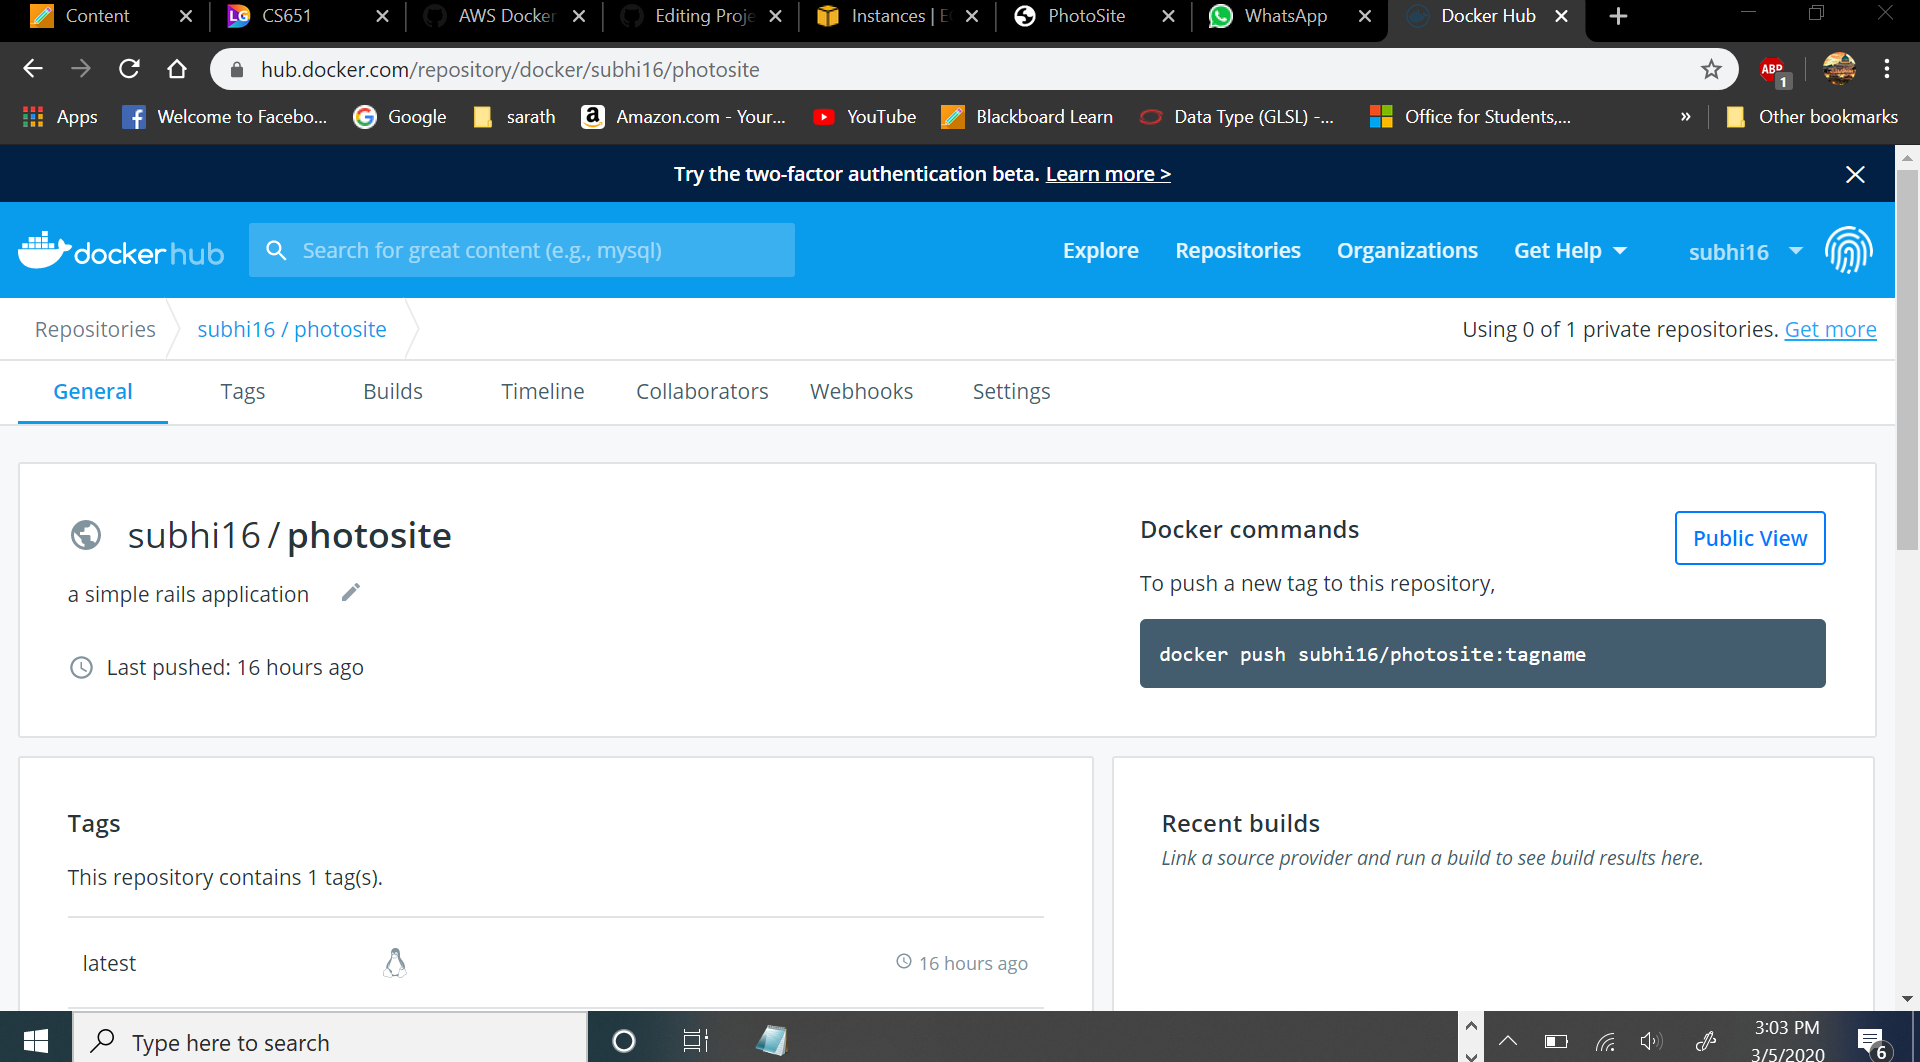 Content
CS651
AWS Docker
Editing Proje
Instances | E
PhotoSite
WhatsApp
Docker Hub
hub.docker.com/repository/docker/subhi16/photosite
ABP
1
Apps
Welcome to Facebo...
Google
sarath
Amazon.com - Your...
YouTube
Blackboard Learn
Data Type (GLSL) -...
Office for Students,...
»
Other bookmarks
Try the two-factor authentication beta. Learn more >
docker hub
Search for great content (e.g., mysql)
Explore
Repositories
Organizations
Get Help
subhi16
Repositories
subhi16 / photosite
Using 0 of 1 private repositories. Get more
General
Tags
Builds
Timeline
Collaborators
Webhooks
Settings
subhi16 / photosite
a simple rails application
Last pushed: 16 hours ago
Docker commands
Public View
To push a new tag to this repository,
docker push subhi16/photosite:tagname
Tags
This repository contains 1 tag(s).
latest
16 hours ago
Recent builds
Link a source provider and run a build to see build results here.
Type here to search
3:03 PM
3/5/2020
6